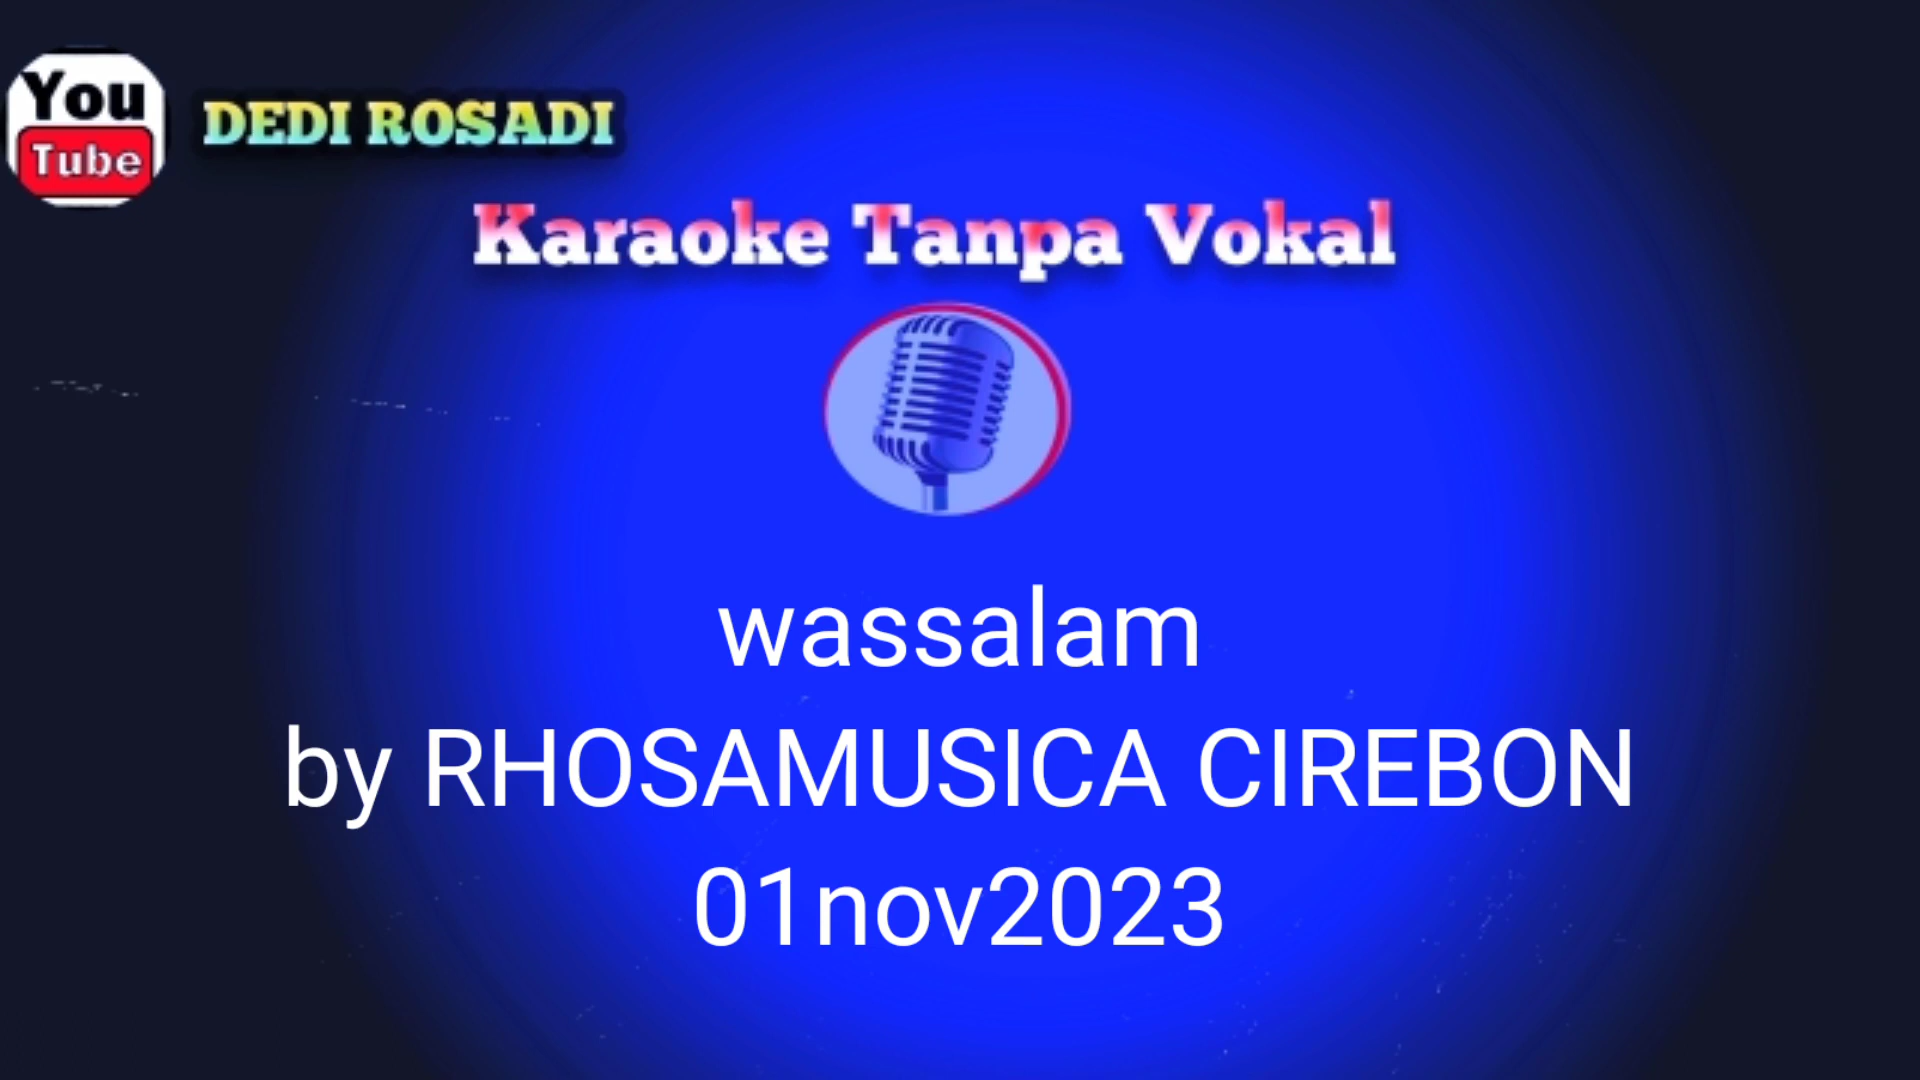 You
Tube
DEDI ROSADI
Karaoke Tanpa Vokal
wassalam
by RHOSAMUSICA CIREBON
01nov2023